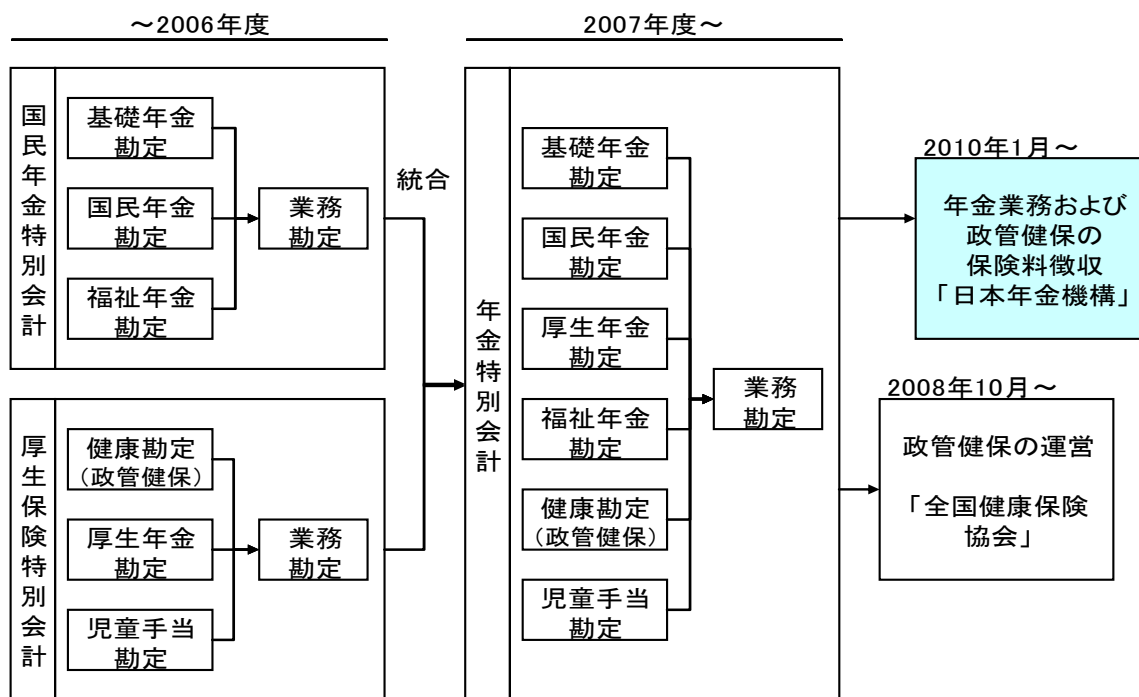 ～2006年度
国民年金特別会計
基礎年金
勘定
国民年金
勘定
福祉年金
勘定
業務
勘定
厚生保険特別会計
健康勘定
（政管健保）
厚生年金
勘定
児童手当
勘定
業務
勘定
統合
2007年度～
年金特別会計
基礎年金
勘定
国民年金
勘定
厚生年金
勘定
福祉年金
勘定
健康勘定
（政管健保）
児童手当
勘定
業務
勘定
2010年1月～
年金業務および
政管健保の
保険料徴収
「日本年金機構」
2008年10月～
政管健保の運営
「全国健康保険
協会」